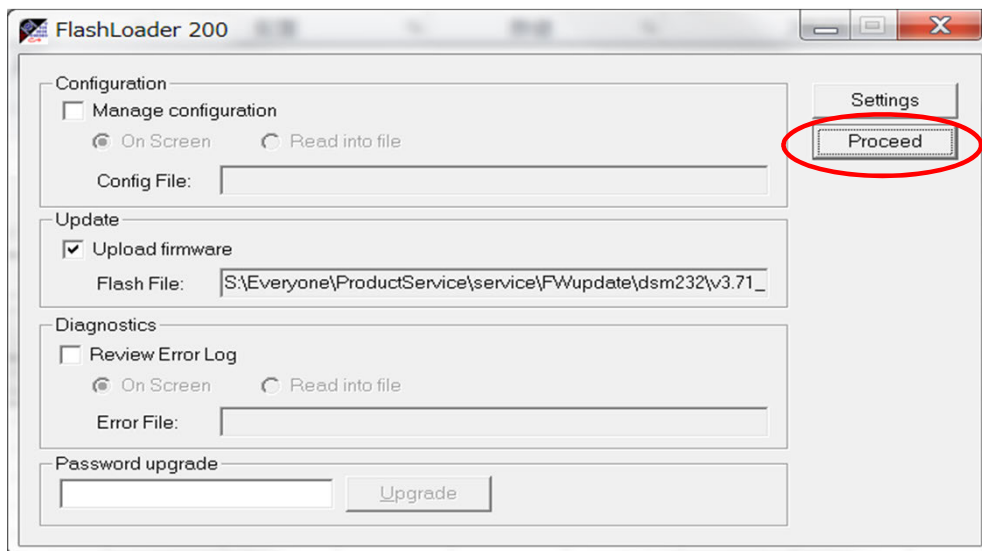 FlashLoader 200
Configuration
Manage configuration
On Screen Read into file
Config File:
Settings
Proceed
Update
Upload firmware
Flash File: S:\Everyone\ProductService\service\FWupdate\dsm232\v3.71_
Diagnostics
Review Error Log
On Screen Read into file
Error File:
Password upgrade
Upgrade